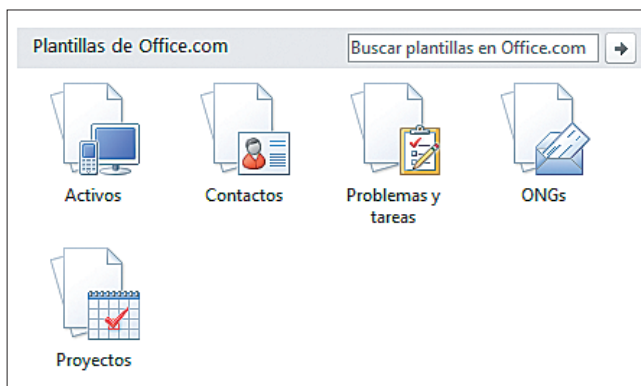 Plantillas de Office.com
Buscar plantillas en Office.com
Activos
Contactos
Problemas y
tareas
ONGs
Proyectos